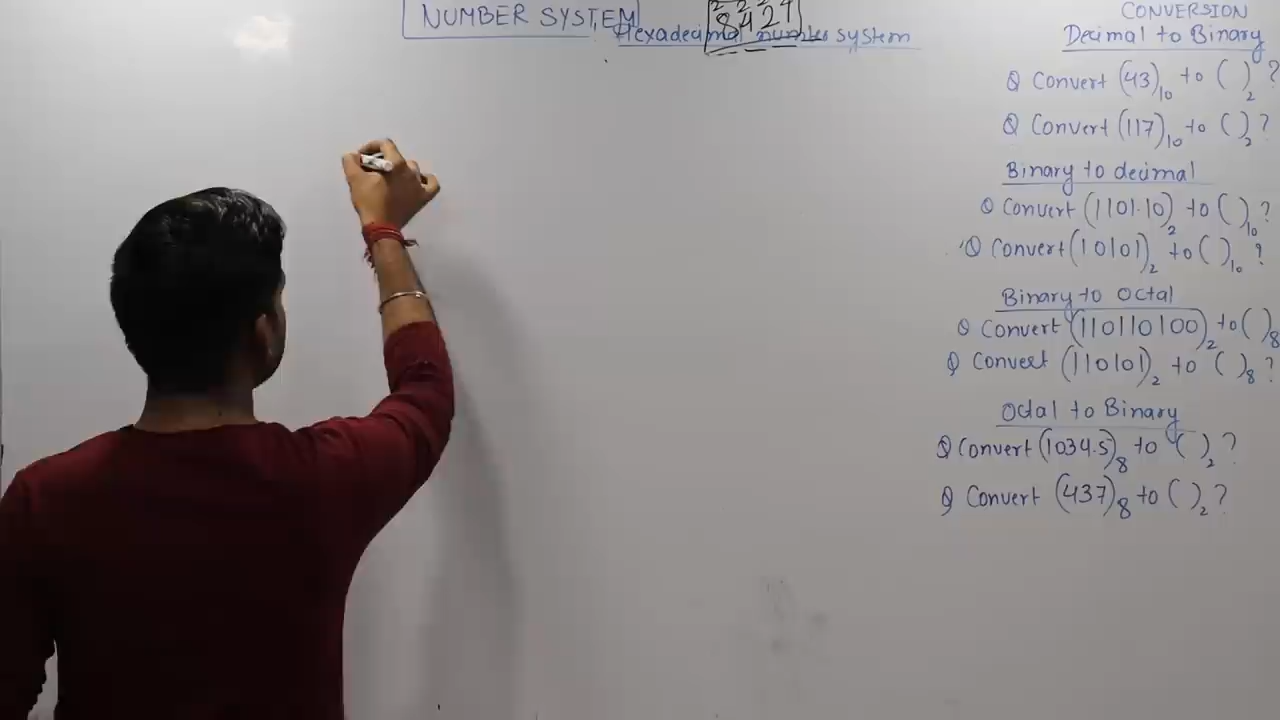 NUMBER SYSTEM
8421
Hexadecimal number system
CONVERSION
Decimal to Binary
Q Convert (43)₁₀ to ( )₂ ?
Q Convert (117)₁₀ to ( )₂ ?
Binary to decimal
Q Convert (1101.10)₂ to ( )₁₀ ?
Q Convert (10101)₂ to ( )₁₀ ?
Binary to Octal
Q Convert (110110100)₂ to ( )₈
Q Convert (110101)₂ to ( )₈ ?
Octal to Binary
Q Convert (1034.5)₈ to ( )₂ ?
Q Convert (437)₈ to ( )₂ ?